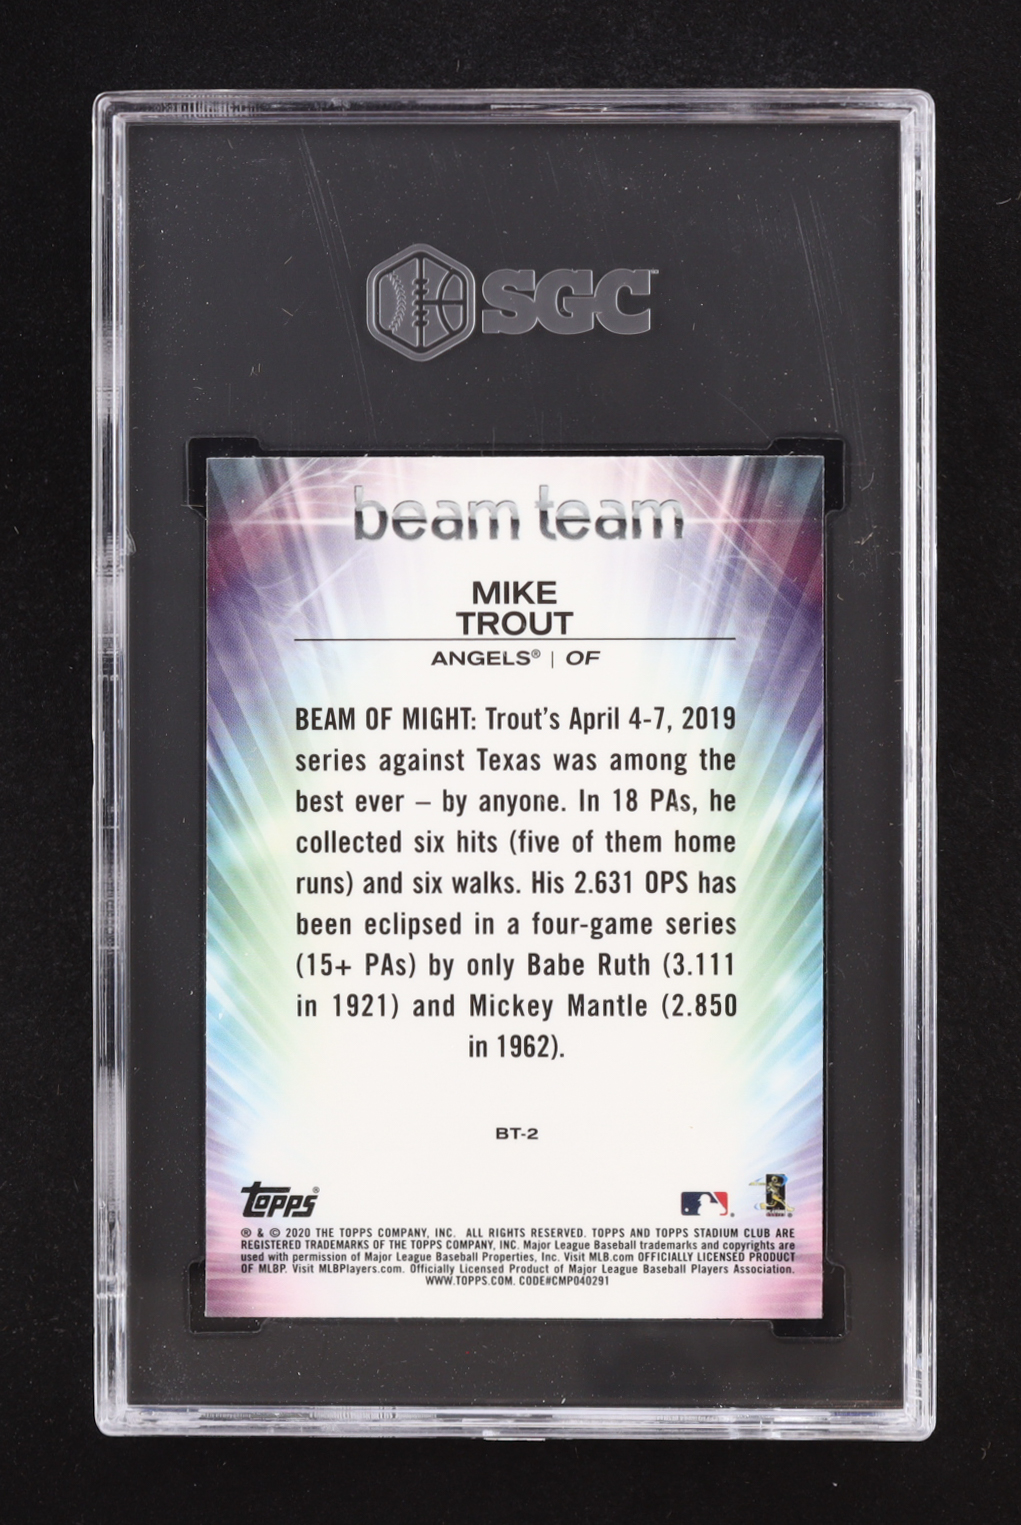 SGC
beam team
MIKE
TROUT
ANGELS® | OF
BEAM OF MIGHT: Trout's April 4-7, 2019
series against Texas was among the
best ever – by anyone. In 18 PAs, he
collected six hits (five of them home
runs) and six walks. His 2.631 OPS has
been eclipsed in a four-game series
(15+ PAs) by only Babe Ruth (3.111
in 1921) and Mickey Mantle (2.850
in 1962).
BT-2
Topps®
® & © 2020 THE TOPPS COMPANY, INC. ALL RIGHTS RESERVED. TOPPS AND TOPPS STADIUM CLUB ARE
REGISTERED TRADEMARKS OF THE TOPPS COMPANY, INC. Major League Baseball trademarks and copyrights are
used with permission of Major League Baseball Properties, Inc. Visit MLB.com OFFICIALLY LICENSED PRODUCT
OF MLBP. Visit MLBPlayers.com. Officially Licensed Product of Major League Baseball Players Association.
WWW.TOPPS.COM. CODE#CMP040291